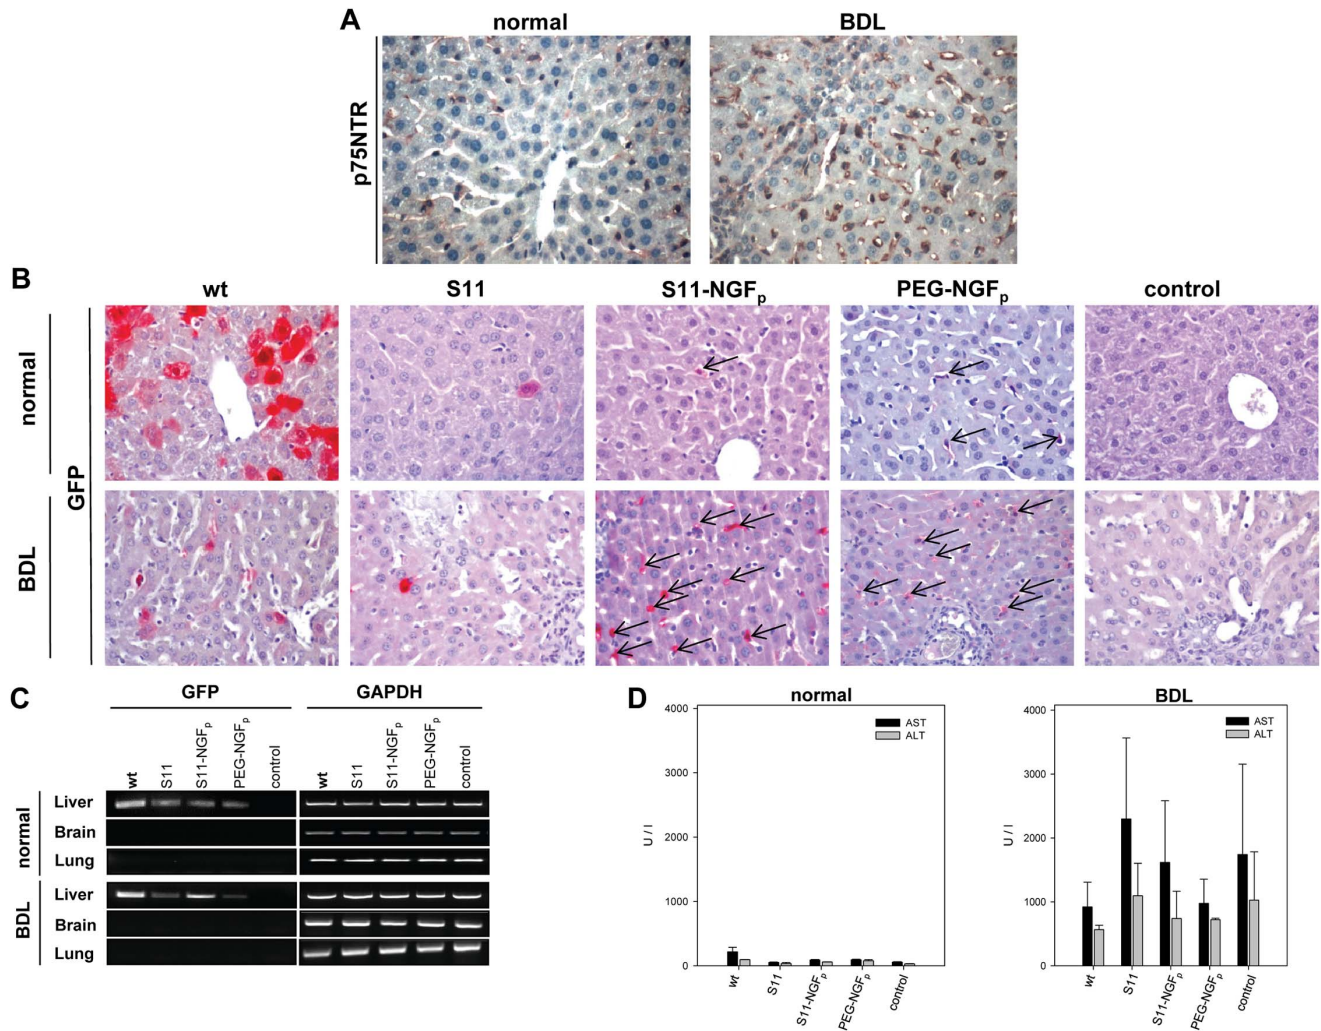 A
normal
BDL
p75NTR
B
wt
S11
S11-NGFp
PEG-NGFp
control
GFP
normal
BDL
C
GFP
GAPDH
wt
S11
S11-NGFp
PEG-NGFp
control
wt
S11
S11-NGFp
PEG-NGFp
control
normal
Liver
Brain
Lung
BDL
Liver
Brain
Lung
D
normal
4000
3000
2000
1000
0
U / l
AST
ALT
wt
S11
S11-NGFp
PEG-NGFp
control
BDL
4000
3000
2000
1000
0
U / l
AST
ALT
wt
S11
S11-NGFp
PEG-NGFp
control